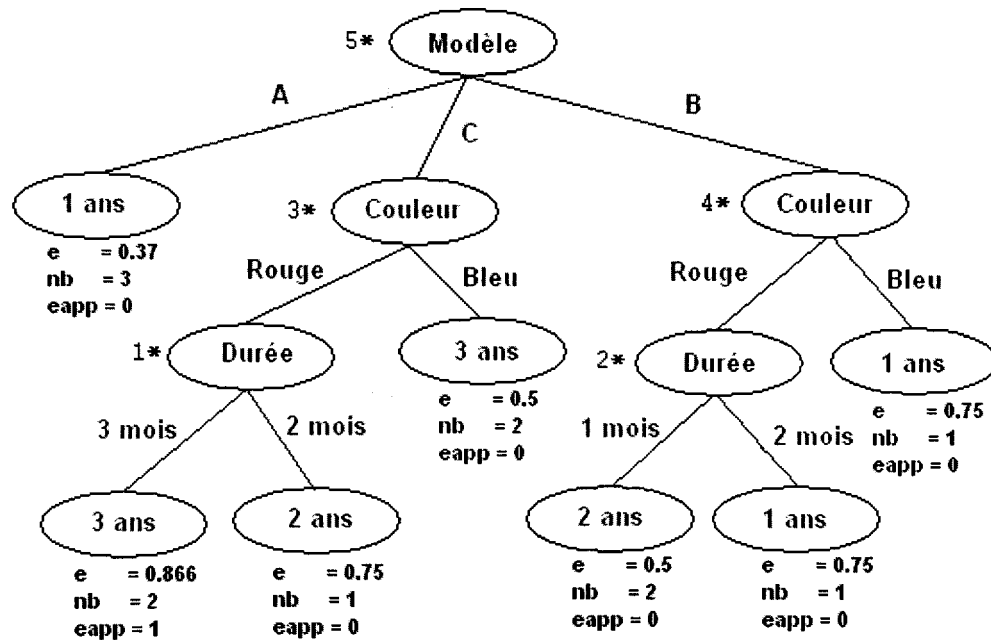 5* Modèle
A
C
B
1 ans
e = 0.37
nb = 3
eapp = 0
3* Couleur
4* Couleur
Rouge
Bleu
Rouge
Bleu
1* Durée
3 ans
e = 0.5
nb = 2
eapp = 0
2* Durée
1 ans
e = 0.75
nb = 1
eapp = 0
3 mois
2 mois
1 mois
2 mois
3 ans
e = 0.866
nb = 2
eapp = 1
2 ans
e = 0.75
nb = 1
eapp = 0
2 ans
e = 0.5
nb = 2
eapp = 0
1 ans
e = 0.75
nb = 1
eapp = 0